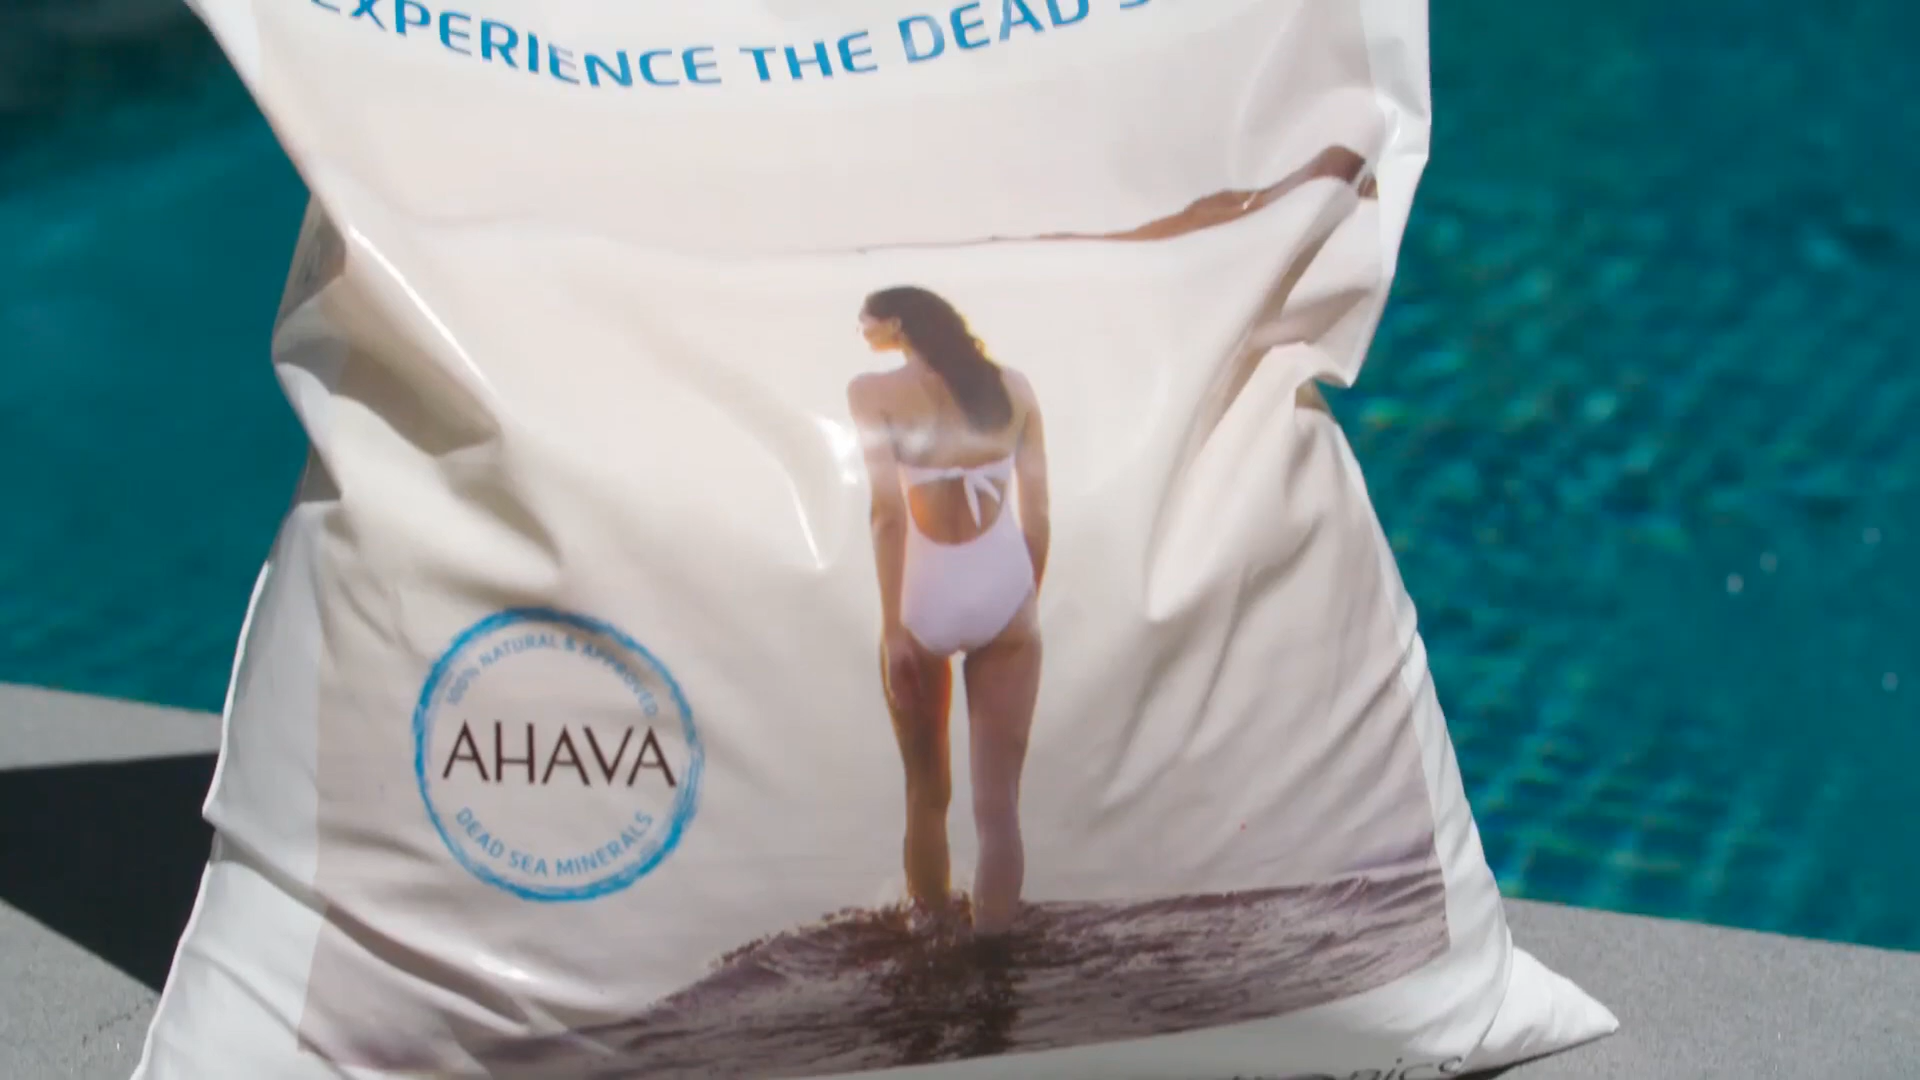 EXPERIENCE THE DEAD
100% NATURAL & APPROVED
AHAVA
DEAD SEA MINERALS